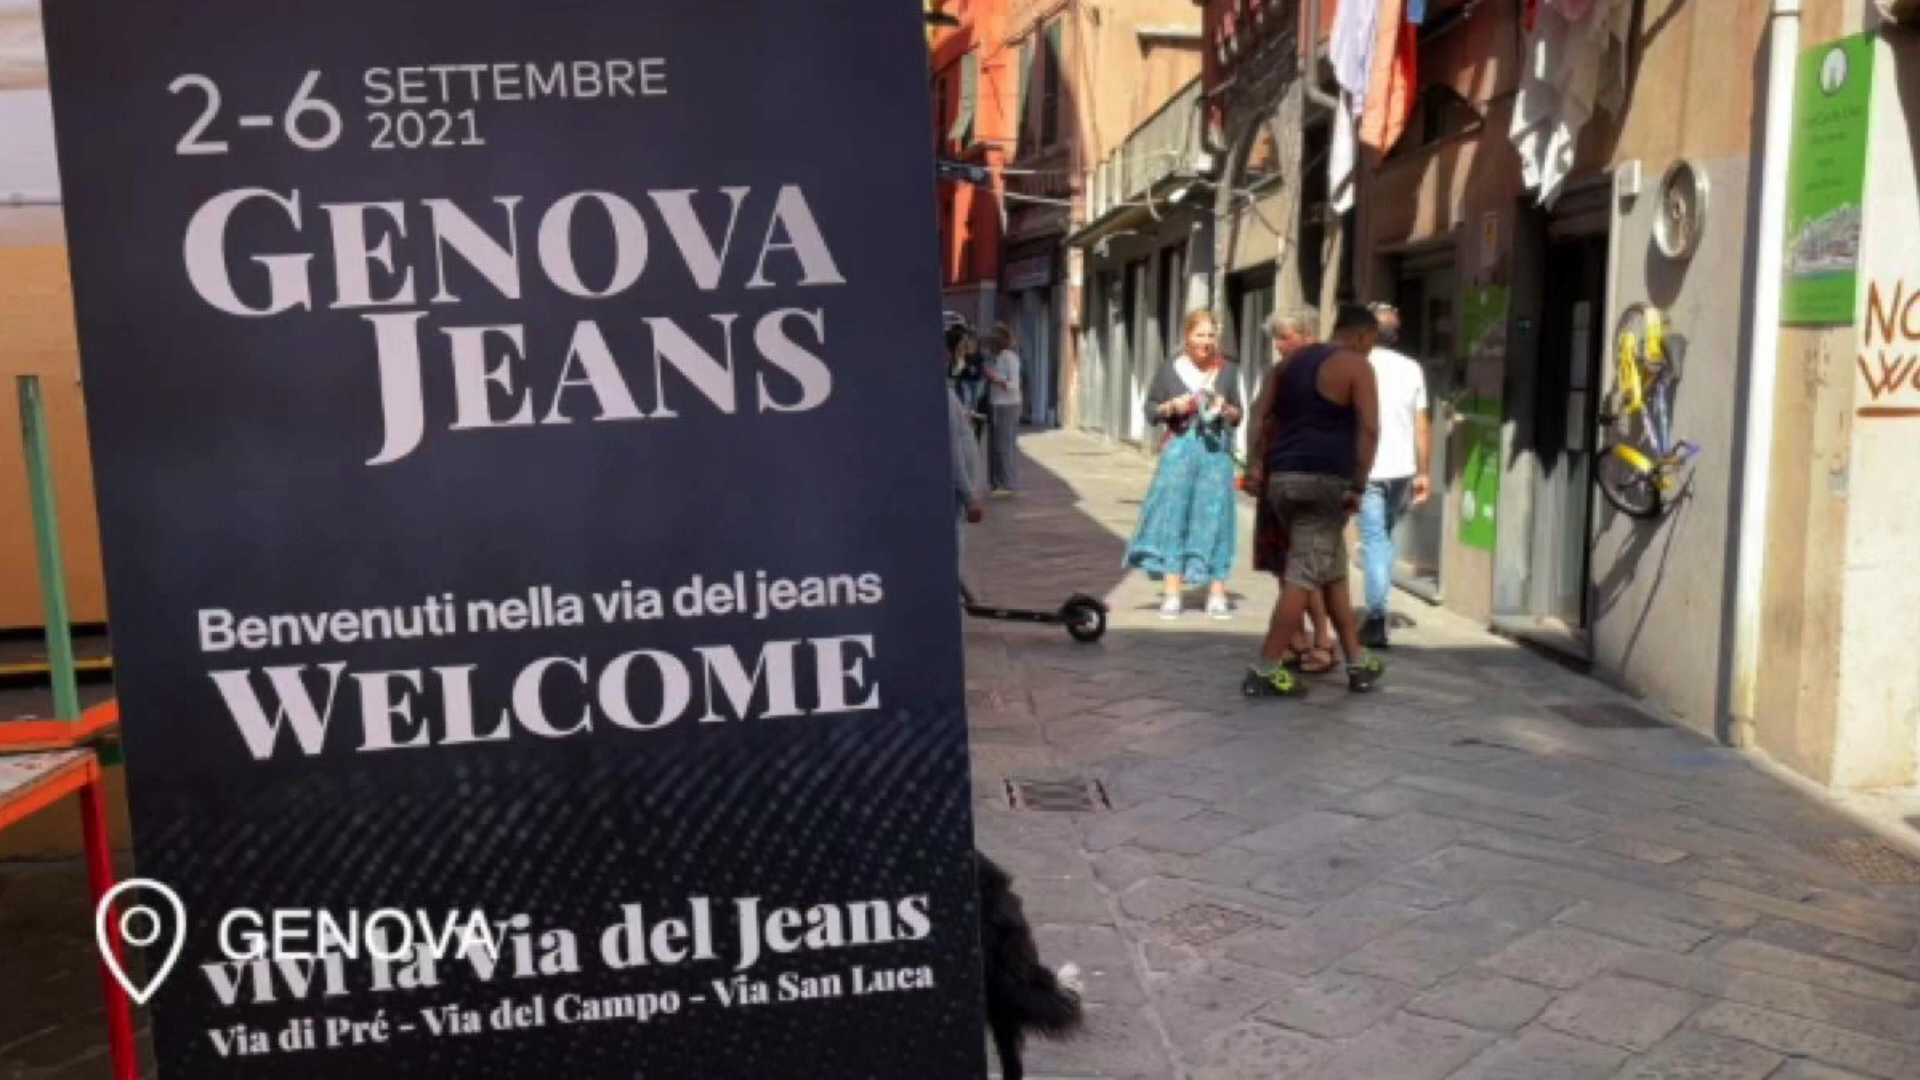 2-6 SETTEMBRE
2021
GENOVA
JEANS
Benvenuti nella via del jeans
WELCOME
GENOVA
vivi la Via del Jeans
Via di Pré - Via del Campo - Via San Luca
NO